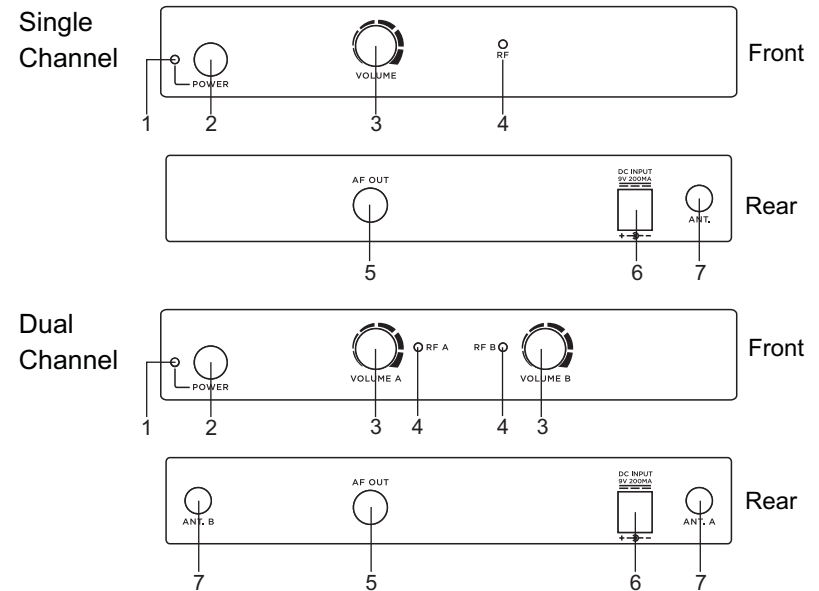 Single
Channel
POWER
VOLUME
RF
Front
1
2
3
4
AF OUT
DC INPUT
9V 200MA
ANT.
Rear
5
6
7
Dual
Channel
POWER
VOLUME A
RF A
RF B
VOLUME B
Front
1
2
3
4
4
3
ANT. B
AF OUT
DC INPUT
9V 200MA
ANT. A
Rear
7
5
6
7